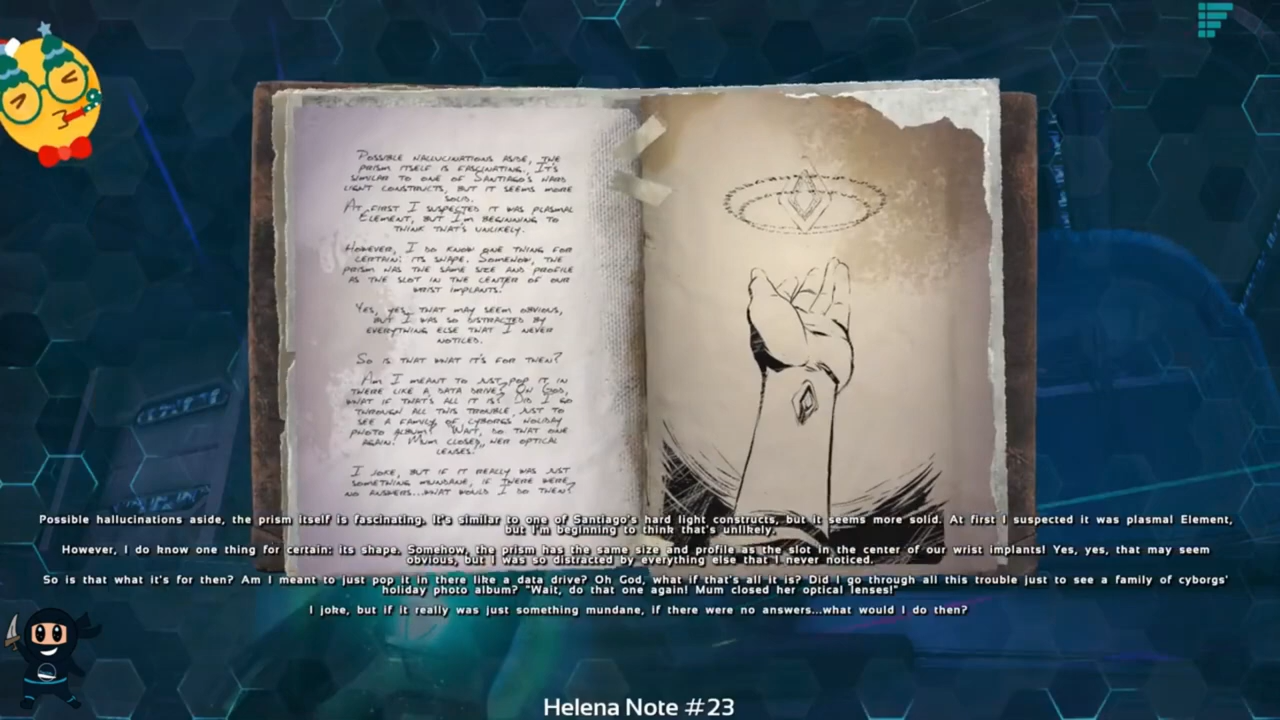 Possible hallucinations aside, the
prism itself is fascinating. It's
similar to one of Santiago's hard
light constructs, but it seems more
solid.
At first I suspected it was plasmal
Element, but I'm beginning to
think that's unlikely.
However, I do know one thing for
certain: its shape. Somehow, the
prism was the same size and profile
as the slot in the center of our
wrist implants!
Yes, yes, that may seem obvious,
but I was so distracted by
everything else that I never
noticed.
So is that what it's for then?
Am I meant to just pop it in
there like a data drive? Oh God,
what if that's all it is? Did I go
through all this trouble just to
see a family of cyborgs holiday
photo album? "Wait, do that one
again! Mum closed her optical
lenses!"
I joke, but if it really was just
something mundane, if there were
no answers...what would I do then?
Possible hallucinations aside, the prism itself is fascinating. It's similar to one of Santiago's hard light constructs, but it seems more solid. At first I suspected it was plasmal Element,
but I'm beginning to think that's unlikely.
However, I do know one thing for certain: its shape. Somehow, the prism has the same size and profile as the slot in the center of our wrist implants! Yes, yes, that may seem
obvious, but I was so distracted by everything else that I never noticed.
So is that what it's for then? Am I meant to just pop it in there like a data drive? Oh God, what if that's all it is? Did I go through all this trouble just to see a family of cyborgs'
holiday photo album? "Wait, do that one again! Mum closed her optical lenses!"
I joke, but if it really was just something mundane, if there were no answers...what would I do then?
Helena Note #23